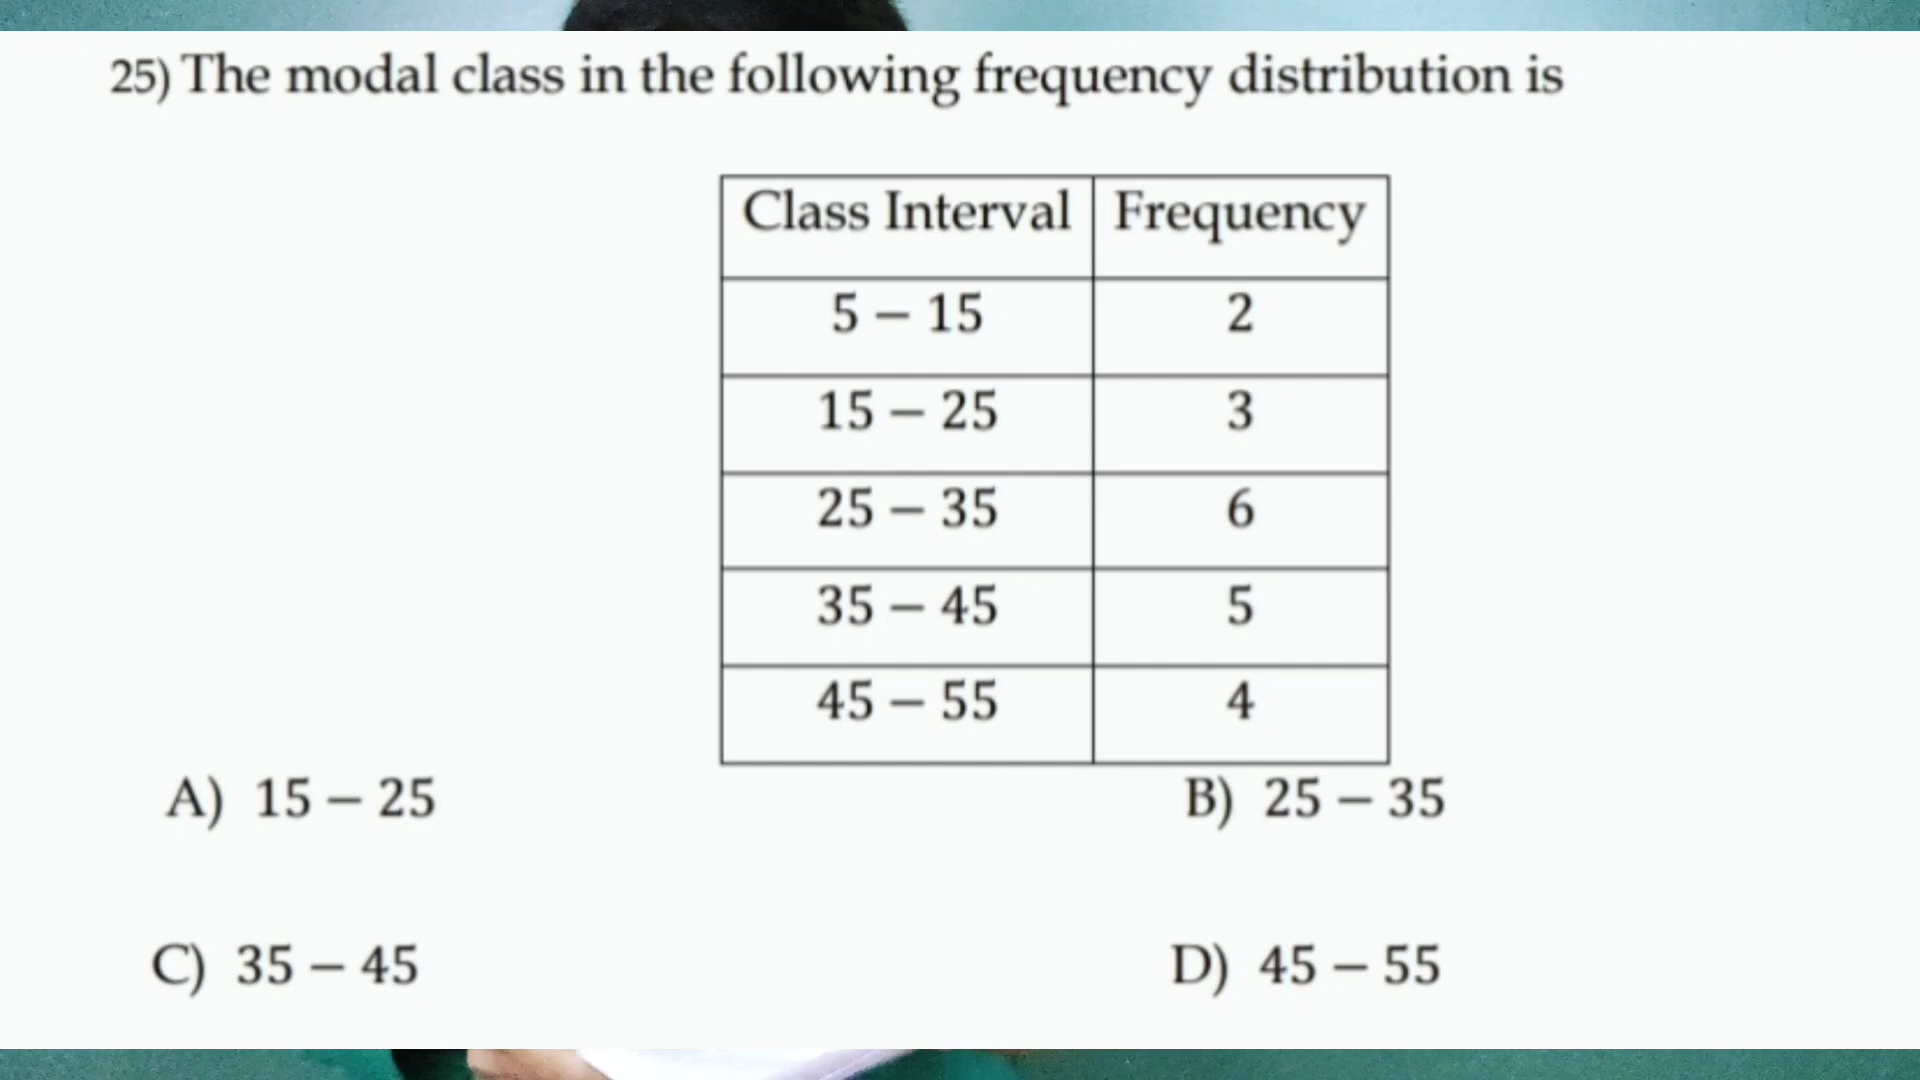 25) The modal class in the following frequency distribution is
Class Interval Frequency
5 – 15 2
15 – 25 3
25 – 35 6
35 – 45 5
45 – 55 4
A) 15 – 25 B) 25 – 35
C) 35 – 45 D) 45 – 55